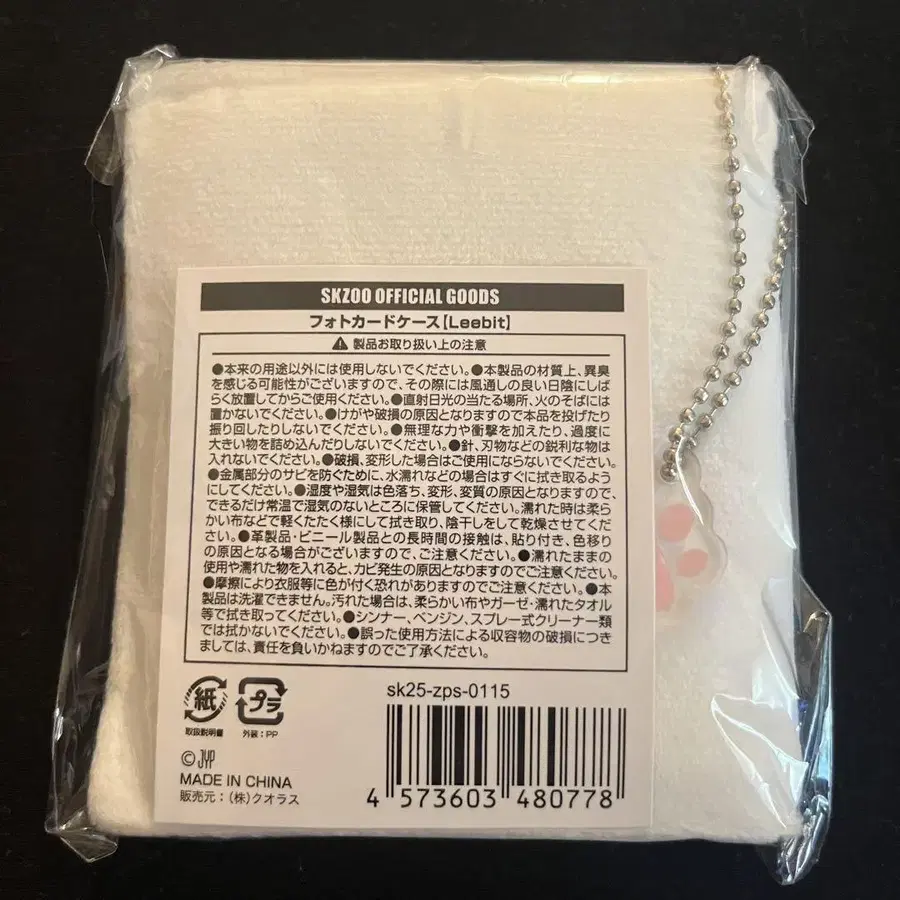 SKZOO OFFICIAL GOODS
フォトカードケース【Leebit】
⚠ 製品お取り扱い上の注意
●本来の用途以外には使用しないでください。●本製品の材質上、異臭
を感じる可能性がございますので、その際には風通しの良い日陰にしば
らく放置してからご使用ください。●直射日光の当たる場所、火のそばには
置かないでください。●けがや破損の原因となりますので本品を投げたり
振り回したりしないでください。●無理な力や衝撃を加えたり、過度に
大きい物を詰め込んだりしないでください。●針、刃物などの鋭利な物は
入れないでください。●破損、変形した場合はご使用にならないでください。
●金属部分のサビを防ぐために、水濡れなどの場合はすぐに拭き取るように
してください。●湿度や湿気は色落ち、変形、変質の原因となりますので、
できるだけ常温で湿気のないところに保管してください。濡れた時は柔ら
かい布などで軽くたたく様にして拭き取り、陰干しをして乾燥させてくだ
さい。●革製品・ビニール製品との長時間の接触は、貼り付き、色移り
の原因となる場合がございますので、ご注意ください。●濡れたままの
使用や濡れた物を入れると、カビ発生の原因となりますのでご注意ください。
●摩擦により衣服等に色が付く恐れがありますのでご注意ください。●本
製品は洗濯できません。汚れた場合は、柔らかい布やガーゼ・濡れたタオル
等で拭き取ってください。●シンナー、ベンジン、スプレー式クリーナー類
では拭かないでください。●誤った使用方法による収容物の破損につき
ましては、責任を負いかねますのでご了承ください。
紙
取扱説明書
プラ
外装：PP
sk25-zps-0115
©JYP
MADE IN CHINA
販売元：（株）クオラス
4 573603 480778